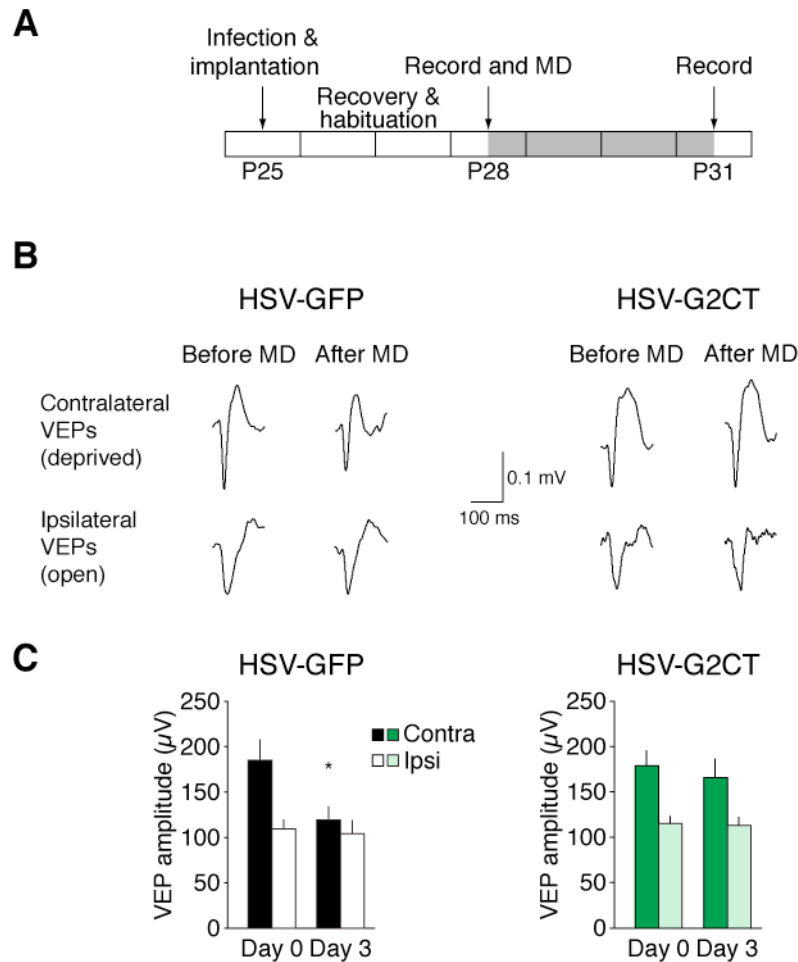 A
Infection &
implantation
Record and MD
Record
Recovery &
habituation
P25
P28
P31
B
HSV-GFP
HSV-G2CT
Before MD After MD
Before MD After MD
Contralateral
VEPs
(deprived)
0.1 mV
100 ms
Ipsilateral
VEPs
(open)
C
HSV-GFP
HSV-G2CT
VEP amplitude (µV)
250
200
150
100
50
0
*
Contra
Ipsi
Day 0 Day 3
VEP amplitude (µV)
250
200
150
100
50
0
Day 0 Day 3